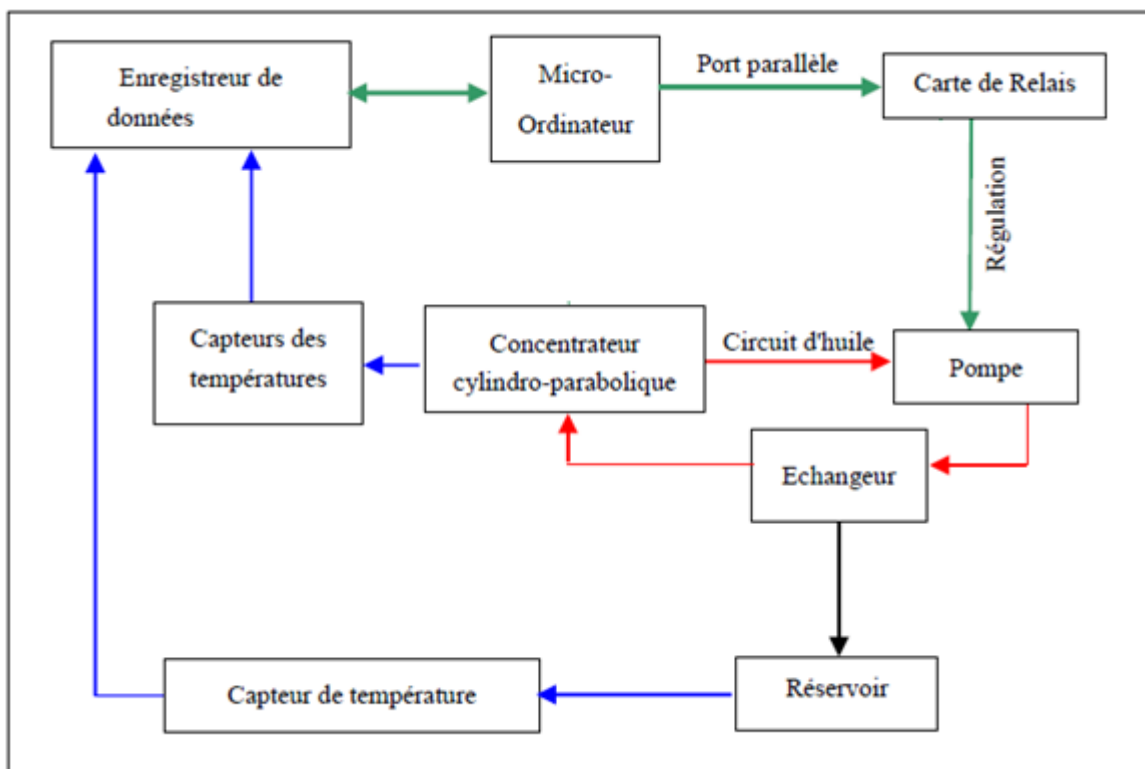 Enregistreur de
données
Micro-
Ordinateur
Port parallèle
Carte de Relais
Régulation
Capteurs des
températures
Concentrateur
cylindro-parabolique
Circuit d'huile
Pompe
Echangeur
Capteur de température
Réservoir